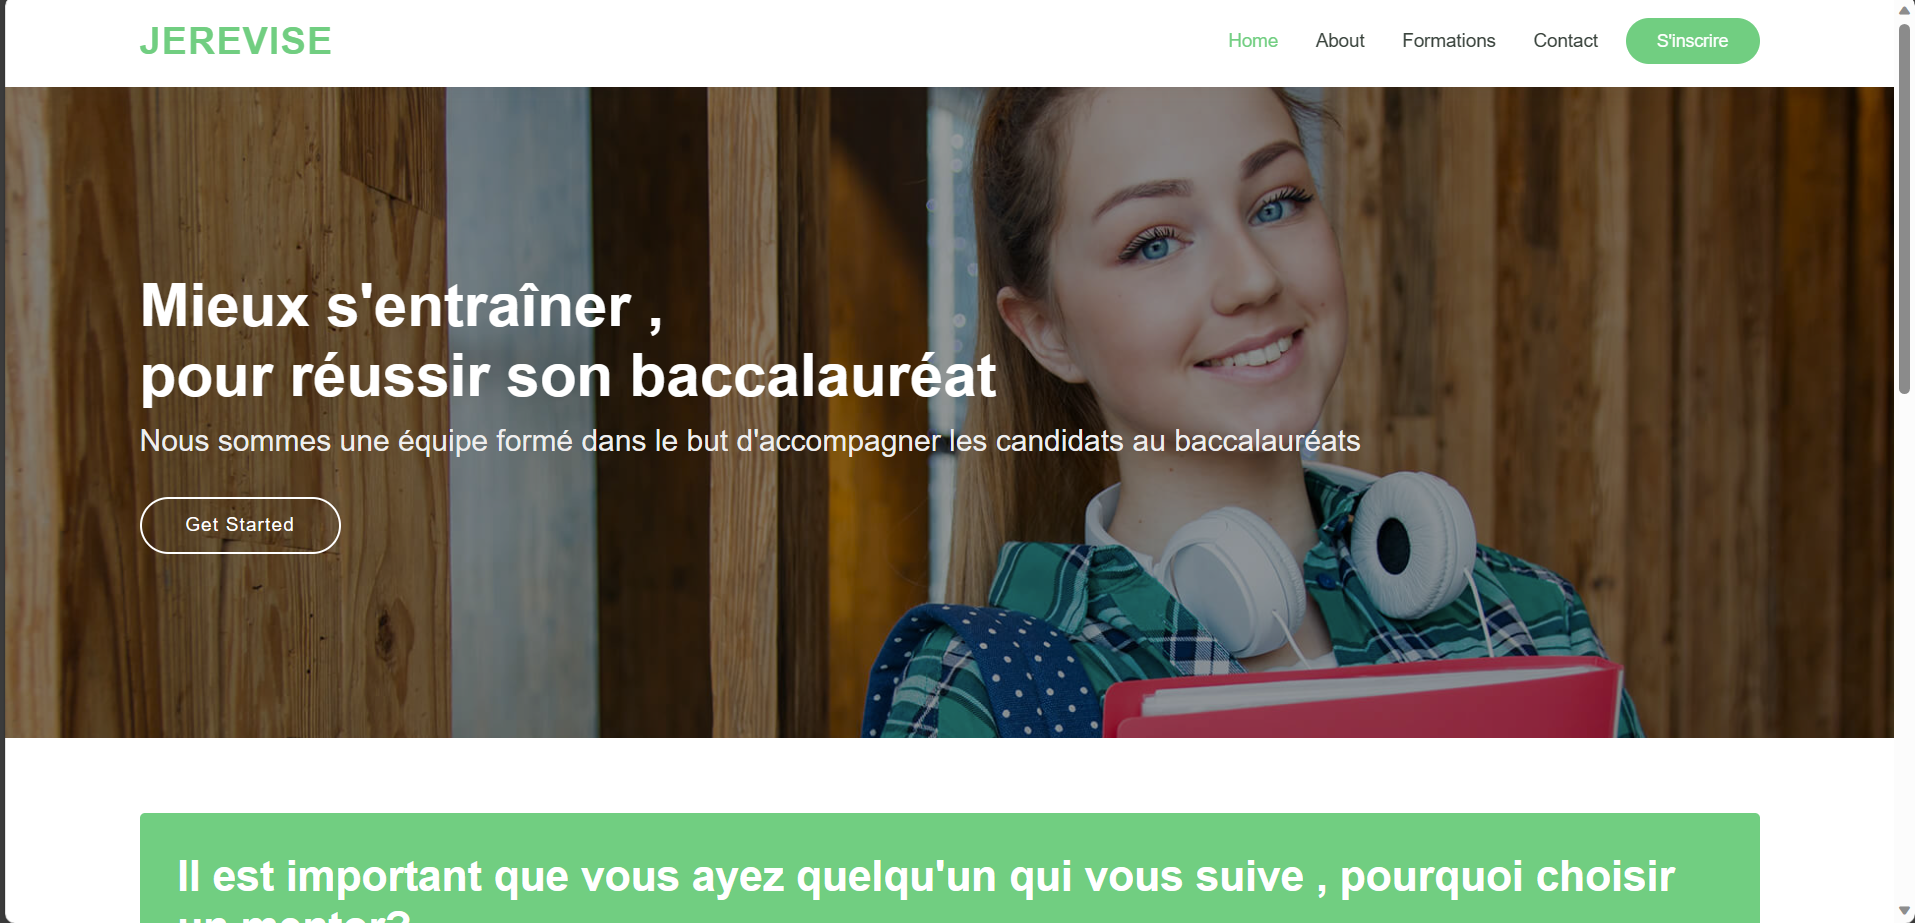 JEREVISE
Home About Formations Contact S'inscrire
Mieux s'entraîner ,
pour réussir son baccalauréat
Nous sommes une équipe formé dans le but d'accompagner les candidats au baccalauréats
Get Started
Il est important que vous ayez quelqu'un qui vous suive , pourquoi choisir
un mentor?